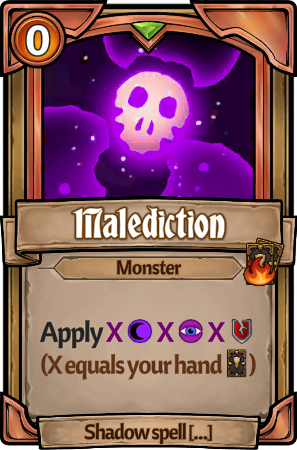 0
Malediction
Monster
Apply X X X
(X equals your hand )
Shadow spell [...]